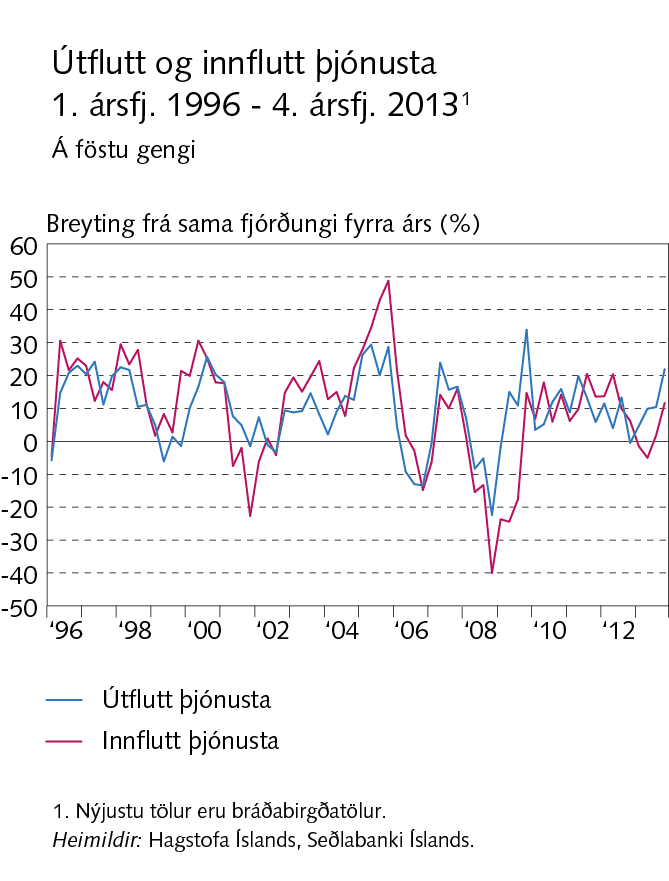 Útflutt og innflutt þjónusta
1. ársfj. 1996 - 4. ársfj. 2013¹
Á föstu gengi
Breyting frá sama fjórðungi fyrra árs (%)
60
50
40
30
20
10
0
-10
-20
-30
-40
-50
‘96 ‘98 ‘00 ‘02 ‘04 ‘06 ‘08 ‘10 ‘12
Útflutt þjónusta
Innflutt þjónusta
1. Nýjustu tölur eru bráðabirgðatölur.
Heimildir: Hagstofa Íslands, Seðlabanki Íslands.